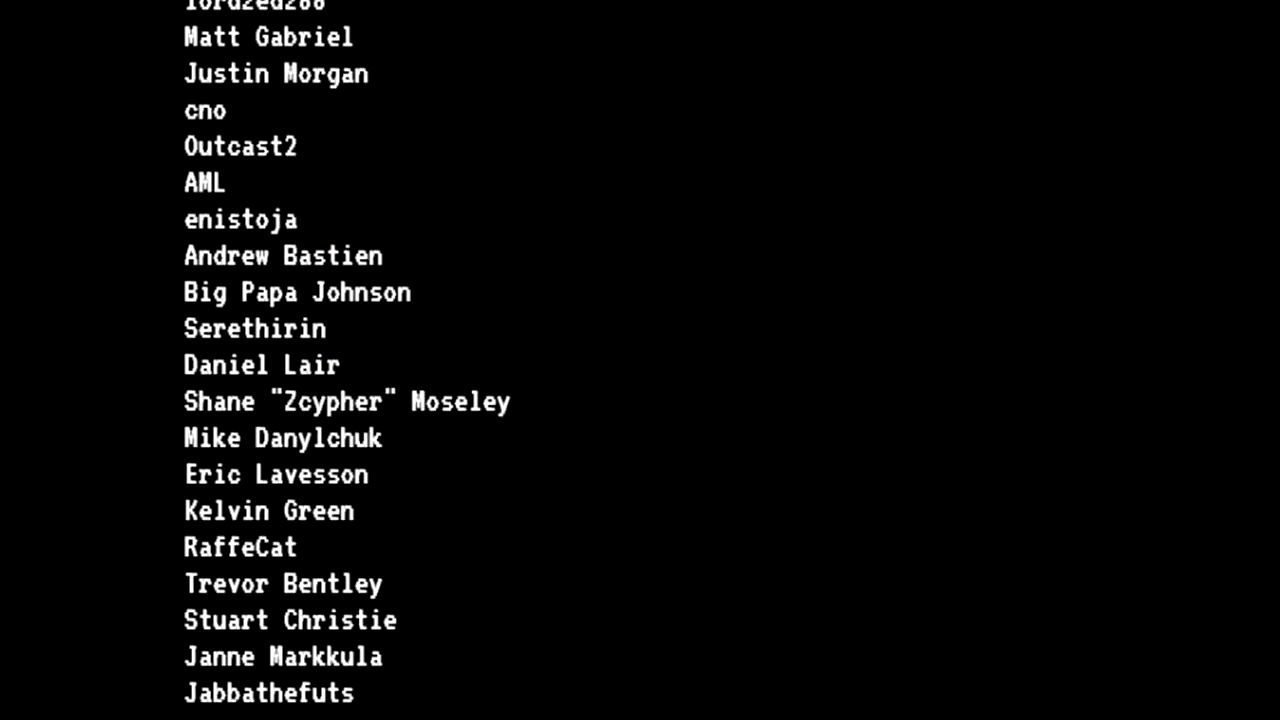 Matt Gabriel
Justin Morgan
cno
Outcast2
AML
enistoja
Andrew Bastien
Big Papa Johnson
Serethirin
Daniel Lair
Shane "Zcypher" Moseley
Mike Danylchuk
Eric Lavesson
Kelvin Green
RaffeCat
Trevor Bentley
Stuart Christie
Janne Markkula
Jabbathefuts